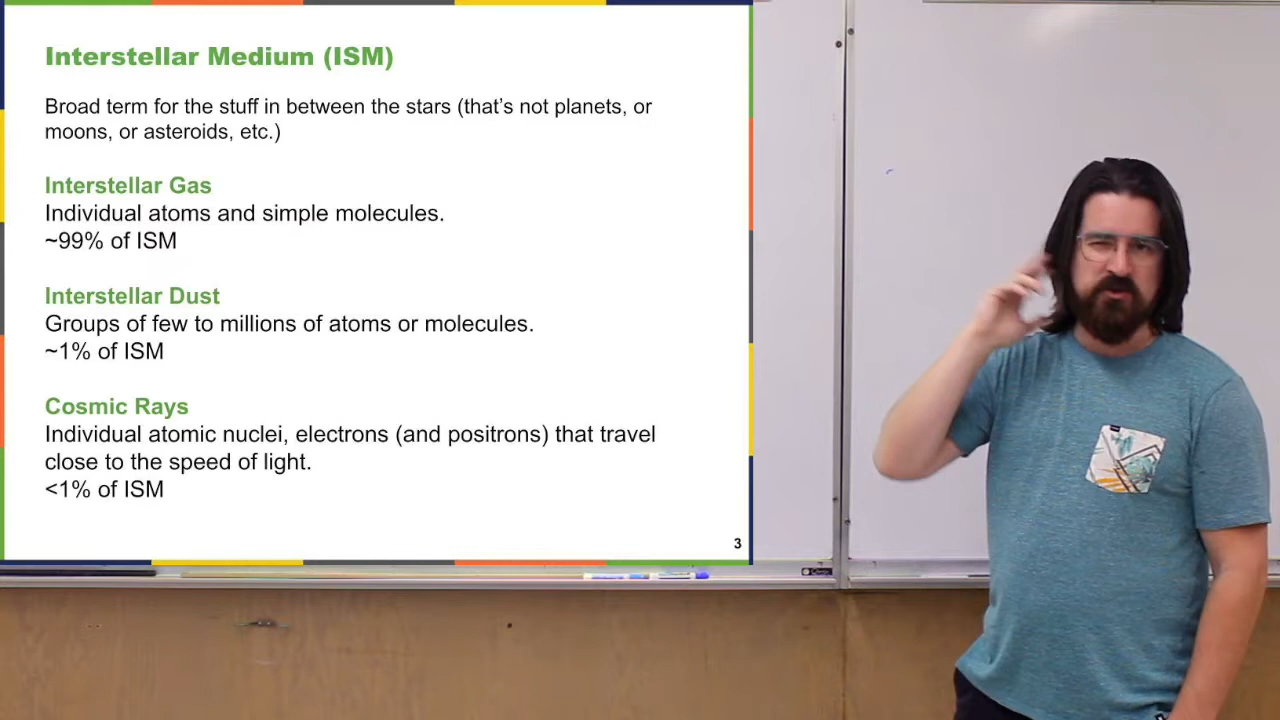 Interstellar Medium (ISM)
Broad term for the stuff in between the stars (that's not planets, or
moons, or asteroids, etc.)
Interstellar Gas
Individual atoms and simple molecules.
~99% of ISM
Interstellar Dust
Groups of few to millions of atoms or molecules.
~1% of ISM
Cosmic Rays
Individual atomic nuclei, electrons (and positrons) that travel
close to the speed of light.
<1% of ISM
3